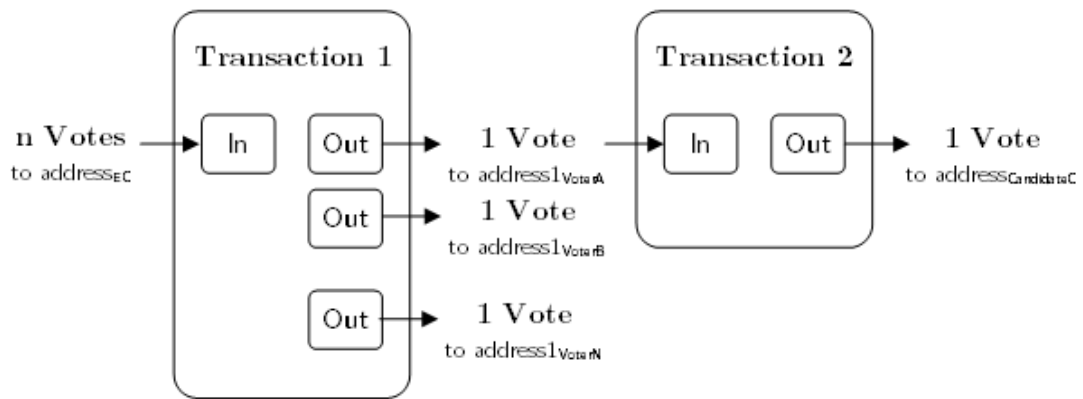 Transaction 1
n Votes
to address_EC
In
Out
1 Vote
to address1_VoterA
Out
1 Vote
to address1_VoterB
Out
1 Vote
to address1_VoterN
Transaction 2
In
Out
1 Vote
to address_CandidateC